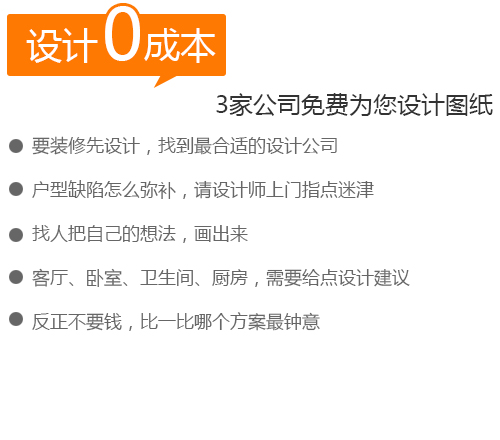 设计0成本
3家公司免费为您设计图纸
要装修先设计，找到最合适的设计公司
户型缺陷怎么弥补，请设计师上门指点迷津
找人把自己的想法，画出来
客厅、卧室、卫生间、厨房，需要给点设计建议
反正不要钱，比一比哪个方案最钟意